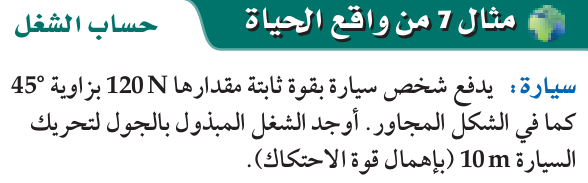 مثال 7 من واقع الحياة حساب الشغل
سيارة: يدفع شخص سيارة بقوة ثابتة مقدارها 120 N بزاوية 45°
كما في الشكل المجاور. أوجد الشغل المبذول بالجول لتحريك
السيارة 10 m (بإهمال قوة الاحتكاك).